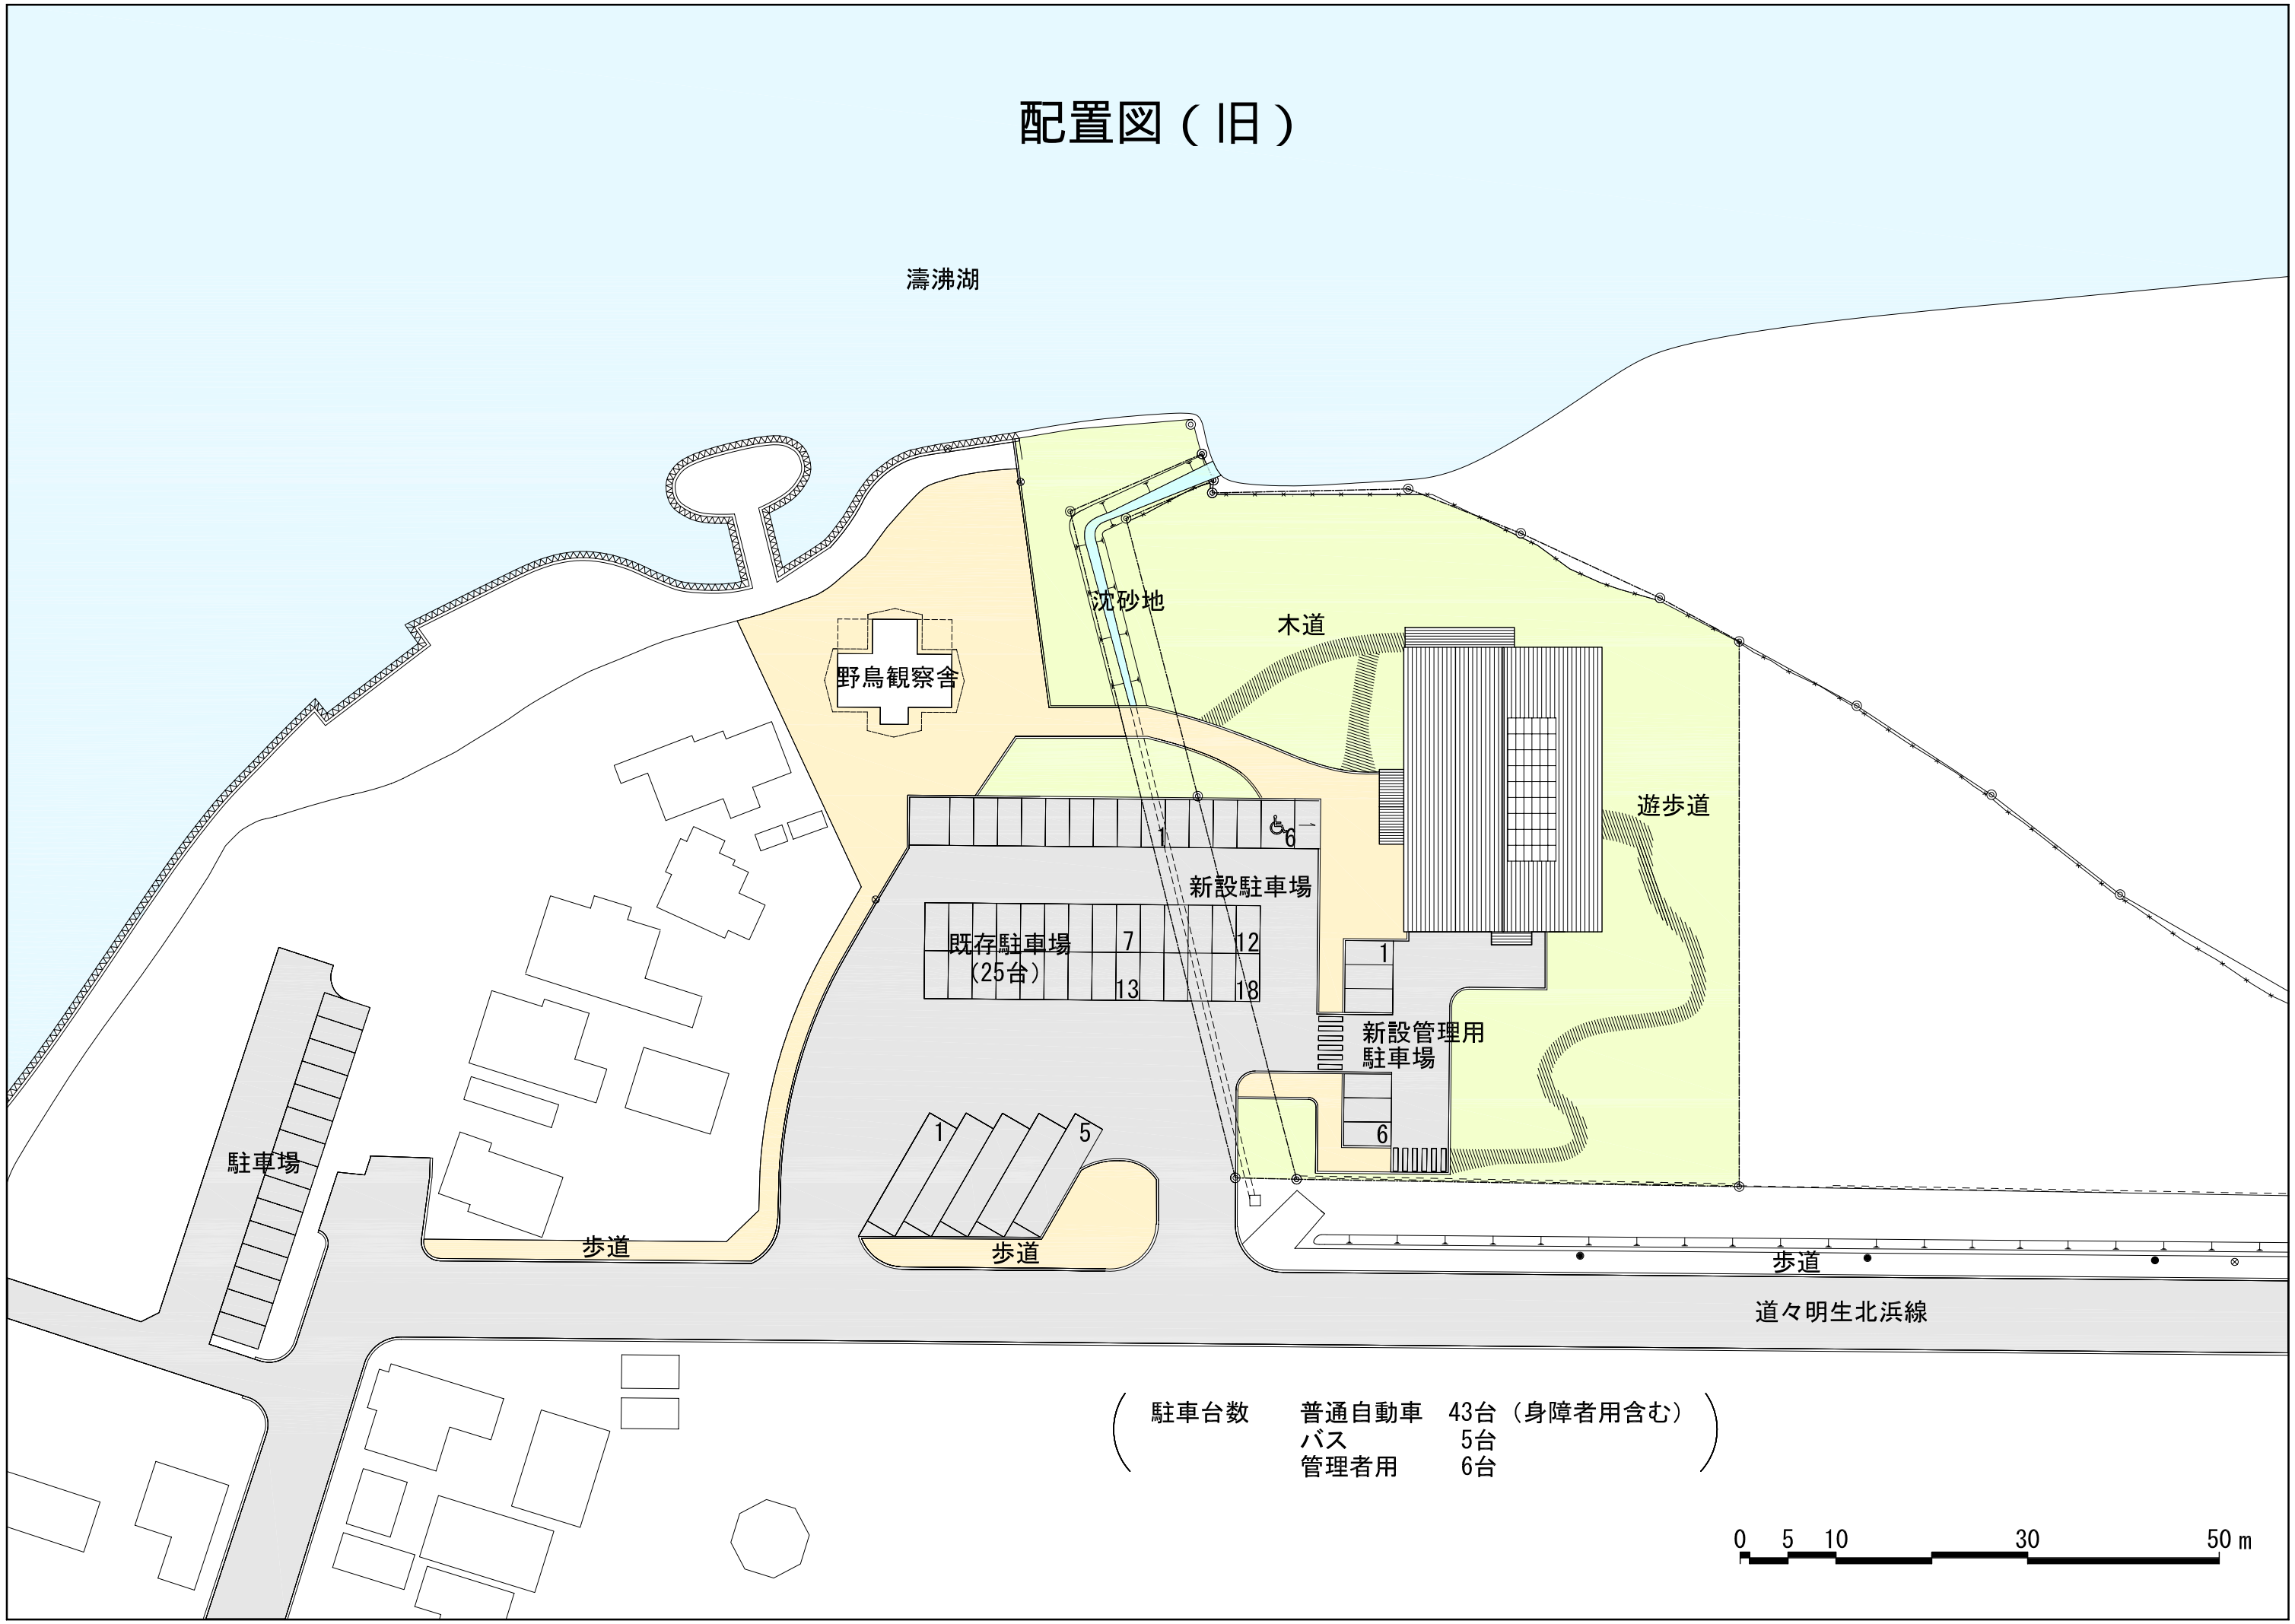 配置図（旧）
濤沸湖
沈砂地
木道
野鳥観察舎
遊歩道
1
6
新設駐車場
既存駐車場
（25台）
7
12
13
18
1
新設管理用
駐車場
6
1
5
駐車場
歩道
歩道
歩道
道々明生北浜線
駐車台数 普通自動車 43台（身障者用含む）
バス 5台
管理者用 6台
0 5 10 30 50 m